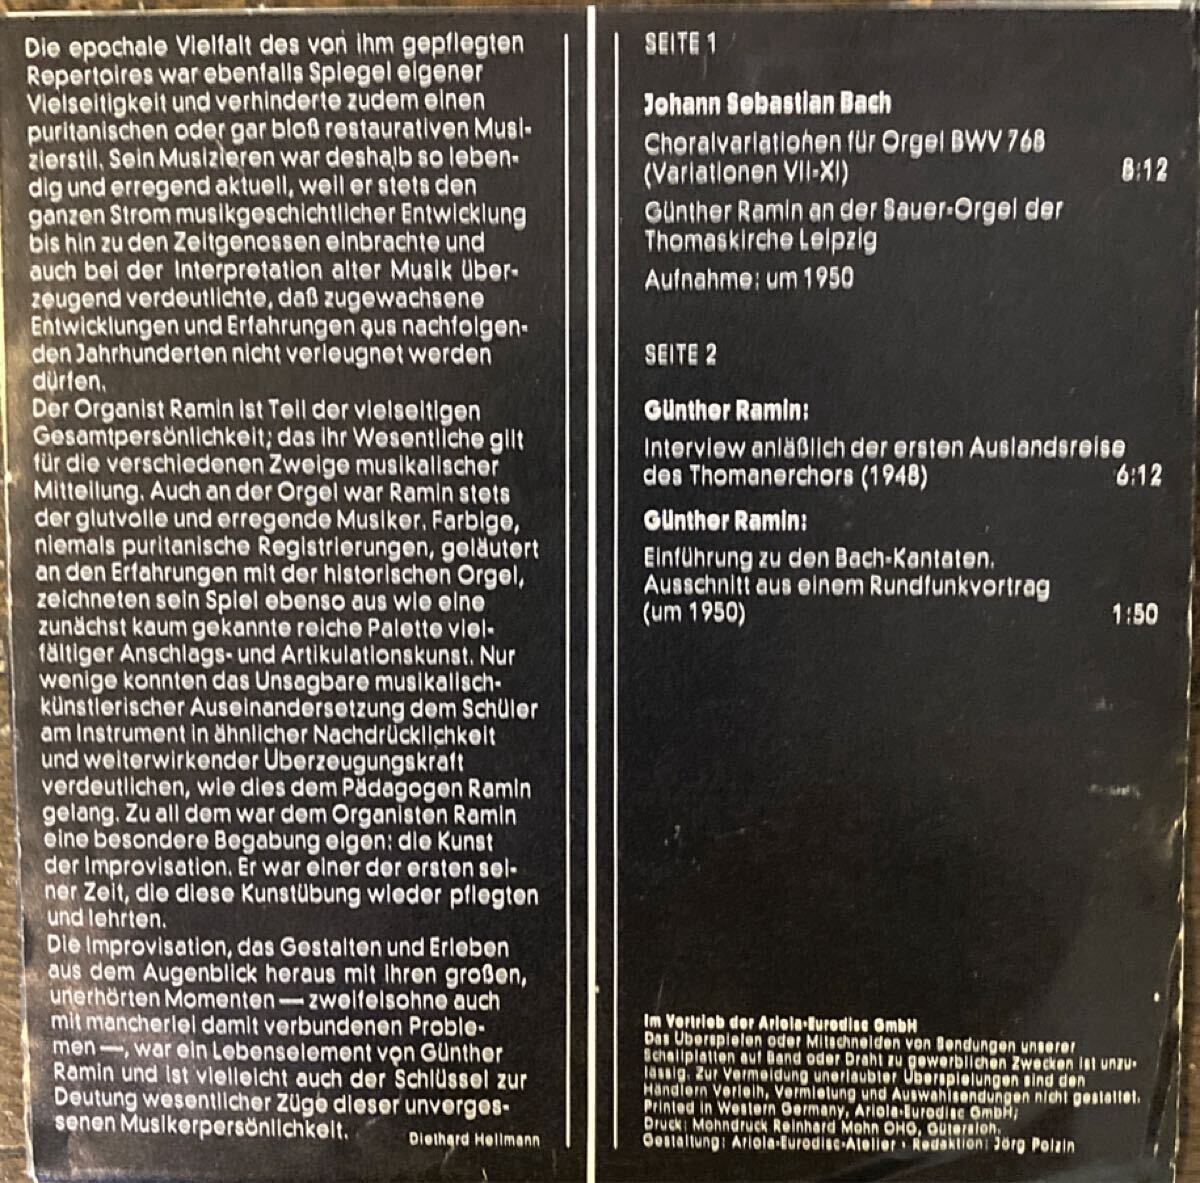 Die epochale Vielfalt des von ihm gepflegten
Repertoires war ebenfalls Spiegel eigener
Vielseitigkeit und verhinderte zudem einen
puritanischen oder gar bloß restaurativen Musi-
zierstil. Sein Musizieren war deshalb so leben-
dig und erregend aktuell, weil er stets den
ganzen Strom musikgeschichtlicher Entwicklung
bis hin zu den Zeitgenossen einbrachte und
auch bei der Interpretation alter Musik über-
zeugend verdeutlichte, daß zugewachsene
Entwicklungen und Erfahrungen aus nachfolgen-
den Jahrhunderten nicht verleugnet werden
dürfen.
Der Organist Ramin ist Teil der vielseitigen
Gesamtpersönlichkeit; das ihr Wesentliche gilt
für die verschiedenen Zweige musikalischer
Mitteilung. Auch an der Orgel war Ramin stets
der glutvolle und erregende Musiker. Farbige,
niemals puritanische Registrierungen, geläutert
an den Erfahrungen mit der historischen Orgel,
zeichneten sein Spiel ebenso aus wie eine
zunächst kaum gekannte reiche Palette viel-
fältiger Anschlags- und Artikulationskunst. Nur
wenige konnten das Unsagbare musikalisch-
künstlerischer Auseinandersetzung dem Schüler
am Instrument in ähnlicher Nachdrücklichkeit
und weiterwirkender Überzeugungskraft
verdeutlichen, wie dies dem Pädagogen Ramin
gelang. Zu all dem war dem Organisten Ramin
eine besondere Begabung eigen: die Kunst
der Improvisation. Er war einer der ersten sei-
ner Zeit, die diese Kunstübung wieder pflegten
und lehrten.
Die Improvisation, das Gestalten und Erleben
aus dem Augenblick heraus mit ihren großen,
unerhörten Momenten — zweifelsohne auch
mit mancherlei damit verbundenen Proble-
men —, war ein Lebenselement von Günther
Ramin und ist vielleicht auch der Schlüssel zur
Deutung wesentlicher Züge dieser unverges-
senen Musikerpersönlichkeit.
Diethard Hellmann
SEITE 1
Johann Sebastian Bach
Choralvariationen für Orgel BWV 768
(Variationen VII-XI) 8:12
Günther Ramin an der Sauer-Orgel der
Thomaskirche Leipzig
Aufnahme: um 1950
SEITE 2
Günther Ramin:
Interview anläßlich der ersten Auslandsreise
des Thomanerchors (1948) 6:12
Günther Ramin:
Einführung zu den Bach-Kantaten.
Ausschnitt aus einem Rundfunkvortrag
(um 1950) 1:50
Im Vertrieb der Ariola-Eurodisc GmbH
Das Überspielen oder Mitschneiden von Sendungen unserer
Schallplatten auf Band oder Draht zu gewerblichen Zwecken ist unzu-
lässig. Zur Vermeidung unerlaubter Überspielungen sind den
Händlern Verleih, Vermietung und Auswahlsendungen nicht gestattet.
Printed in Western Germany, Ariola-Eurodisc GmbH;
Druck: Mohndruck Reinhard Mohn OHG, Gütersloh.
Gestaltung: Ariola-Eurodisc-Atelier · Redaktion: Jörg Polzin